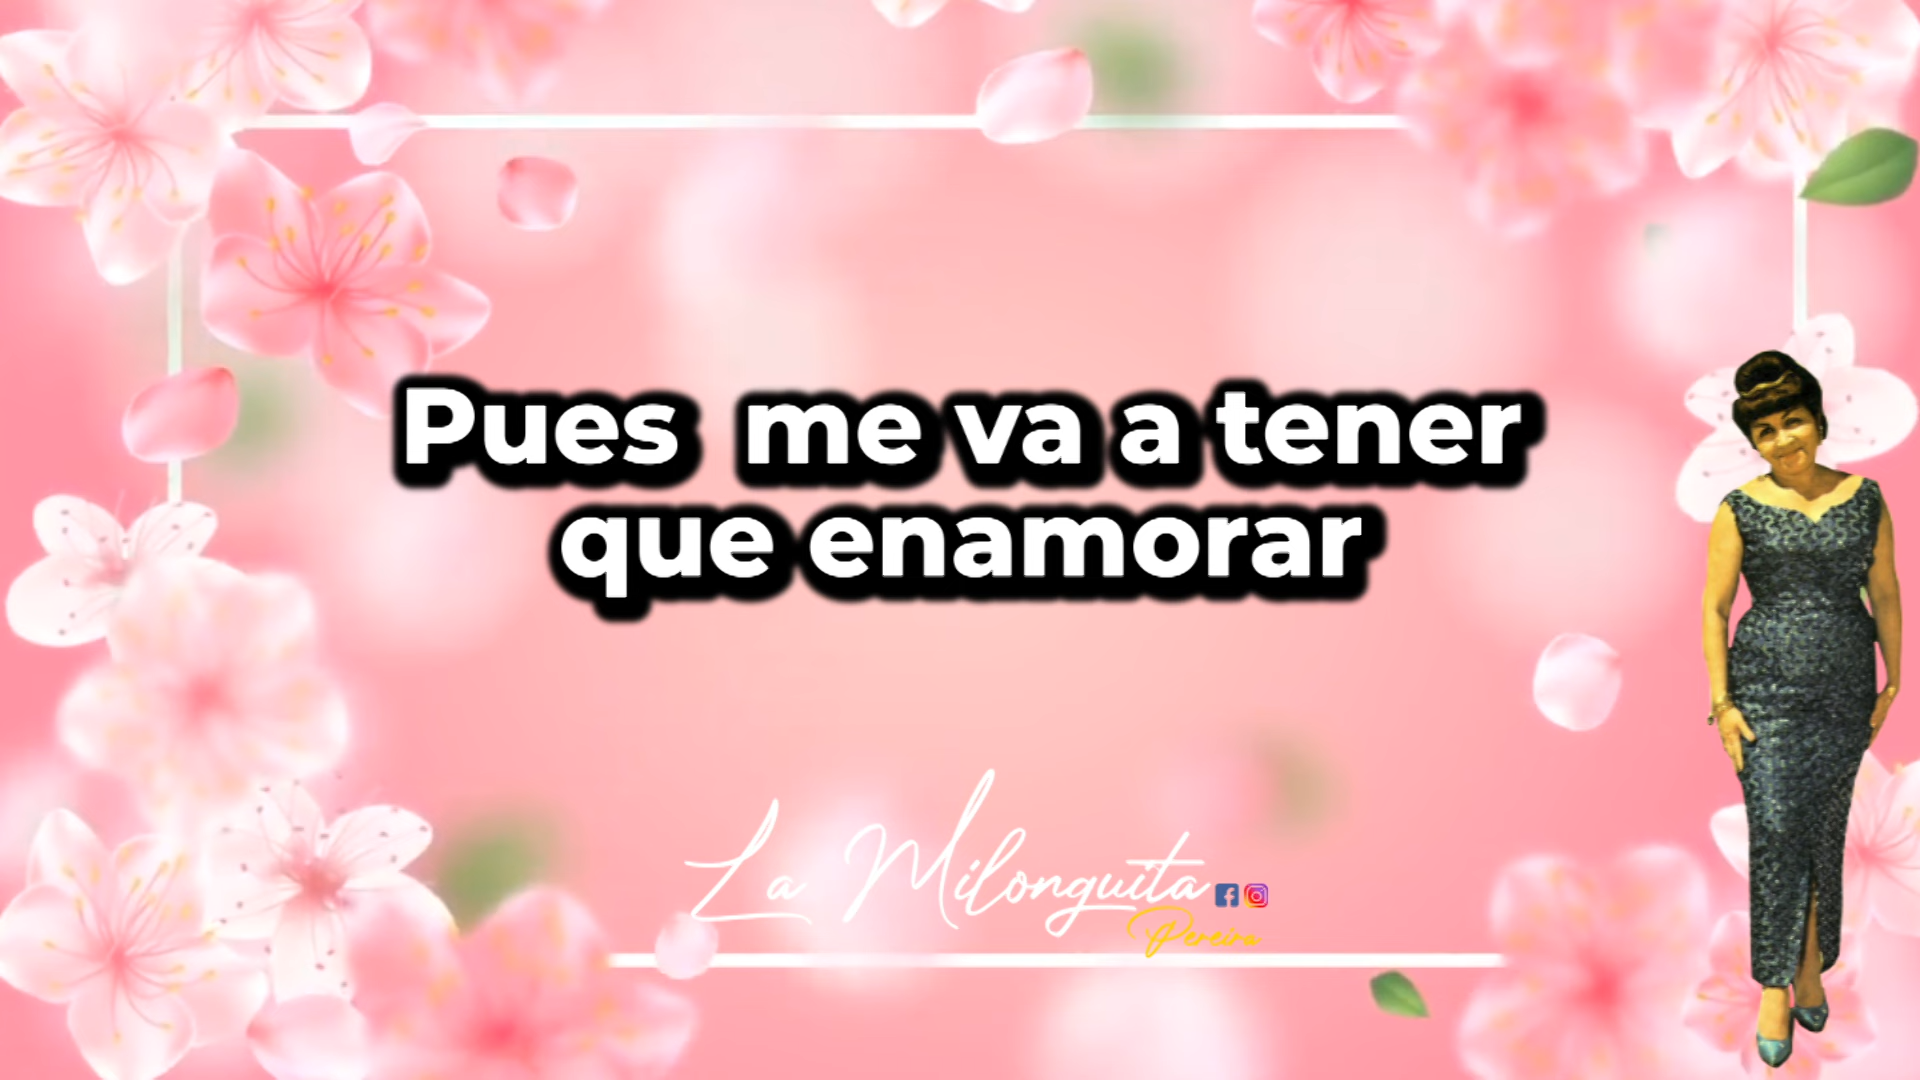 Pues  me va a tener
que enamorar
La Milonguita
Pereira